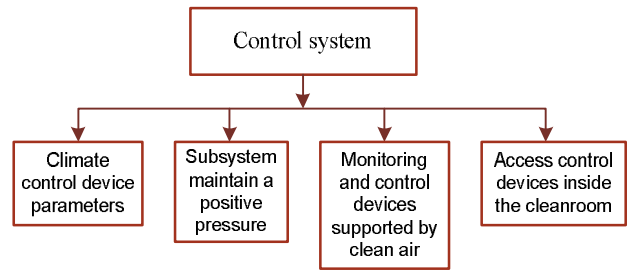 Control system
Climate
control device
parameters
Subsystem
maintain a
positive
pressure
Monitoring
and control
devices
supported by
clean air
Access control
devices inside
the cleanroom